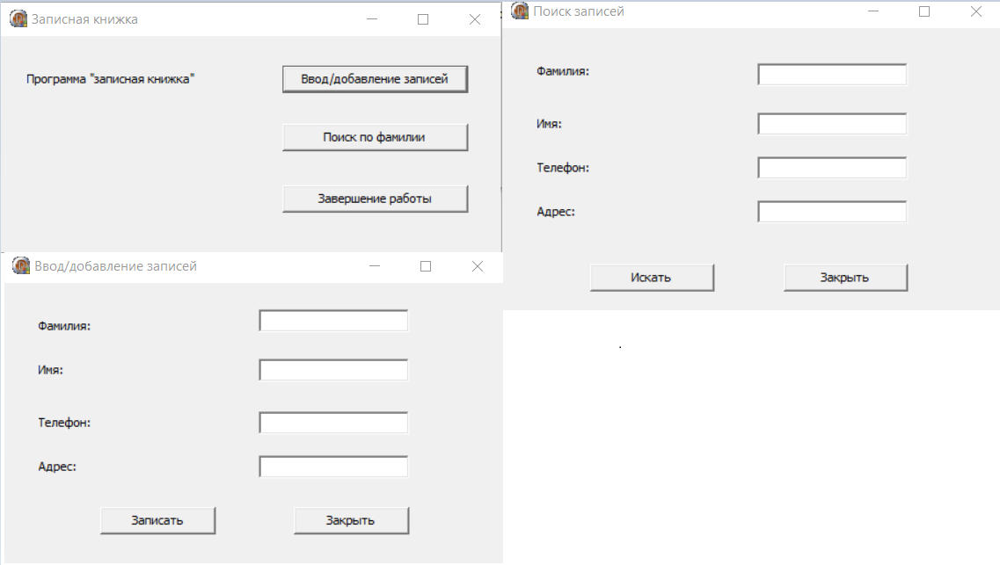 Записная книжка
Программа "записная книжка"
Ввод/добавление записей
Поиск по фамилии
Завершение работы
Поиск записей
Фамилия:
Имя:
Телефон:
Адрес:
Искать Закрыть
Ввод/добавление записей
Фамилия:
Имя:
Телефон:
Адрес:
Записать Закрыть